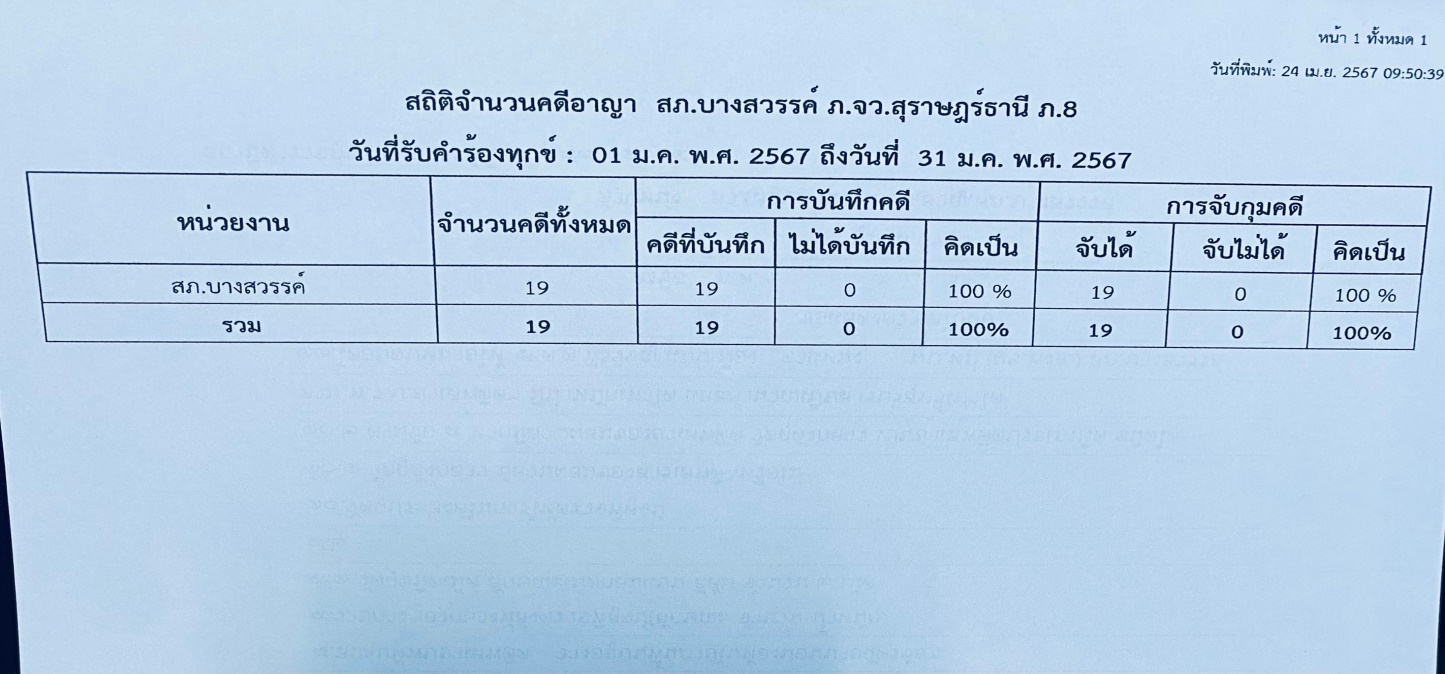 หน้า 1 ทั้งหมด 1
วันที่พิมพ์: 24 เม.ย. 2567 09:50:39
สถิติจำนวนคดีอาญา สภ.บางสวรรค์ ภ.จว.สุราษฎร์ธานี ภ.8
วันที่รับคำร้องทุกข์ : 01 ม.ค. พ.ศ. 2567 ถึงวันที่ 31 ม.ค. พ.ศ. 2567
หน่วยงาน จำนวนคดีทั้งหมด การบันทึกคดี การจับกุมคดี
คดีที่บันทึก ไม่ได้บันทึก คิดเป็น จับได้ จับไม่ได้ คิดเป็น
สภ.บางสวรรค์ 19 19 0 100 % 19 0 100 %
รวม 19 19 0 100% 19 0 100%